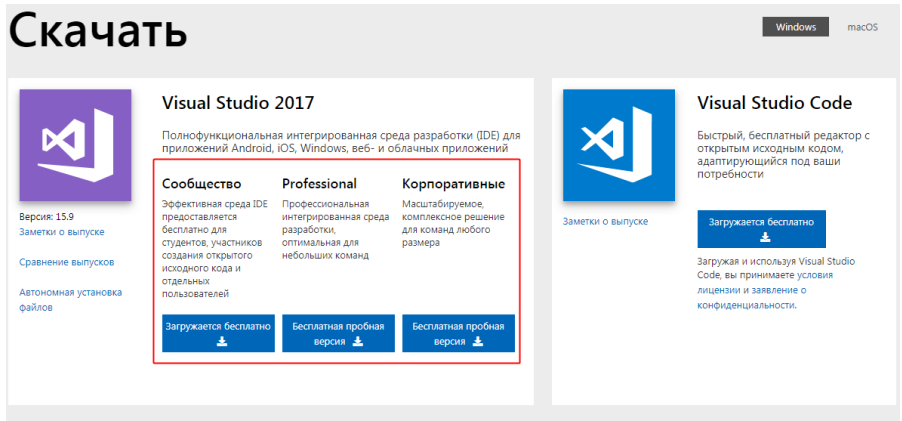 Скачать
Windows
macOS
Visual Studio 2017
Полнофункциональная интегрированная среда разработки (IDE) для
приложений Android, iOS, Windows, веб- и облачных приложений
Версия: 15.9
Заметки о выпуске
Сравнение выпусков
Автономная установка
файлов
Сообщество
Эффективная среда IDE
предоставляется
бесплатно для
студентов, участников
создания открытого
исходного кода и
отдельных
пользователей
Загружается бесплатно
Professional
Профессиональная
интегрированная среда
разработки,
оптимальная для
небольших команд
Бесплатная пробная
версия
Корпоративные
Масштабируемое,
комплексное решение
для команд любого
размера
Бесплатная пробная
версия
Visual Studio Code
Быстрый, бесплатный редактор с
открытым исходным кодом,
адаптирующийся под ваши
потребности
Заметки о выпуске
Загружается бесплатно
Загружая и используя Visual Studio
Code, вы принимаете условия
лицензии и заявление о
конфиденциальности.